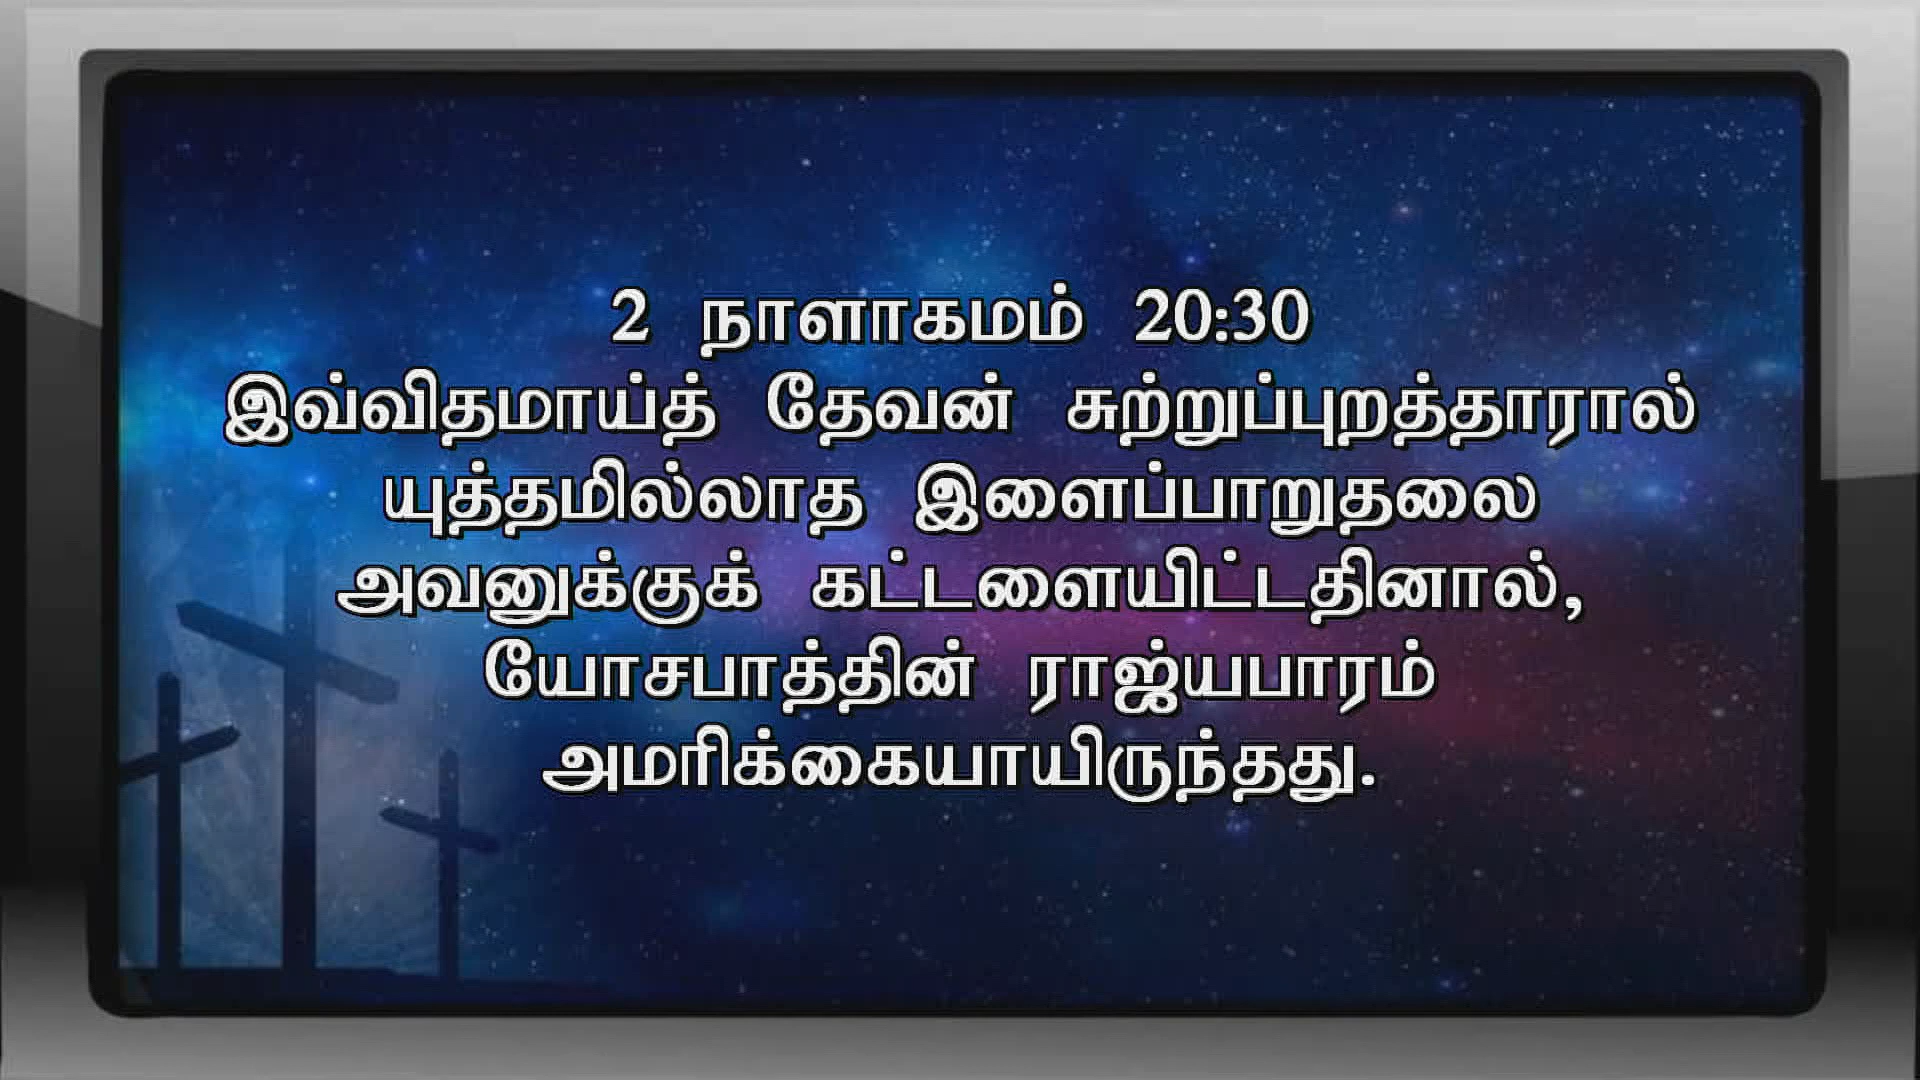 2 நாளாகமம் 20:30
இவ்விதமாய்த் தேவன் சுற்றுப்புறத்தாரால்
யுத்தமில்லாத இளைப்பாறுதலை
அவனுக்குக் கட்டளையிட்டதினால்,
யோசபாத்தின் ராஜ்யபாரம்
அமரிக்கையாயிருந்தது.